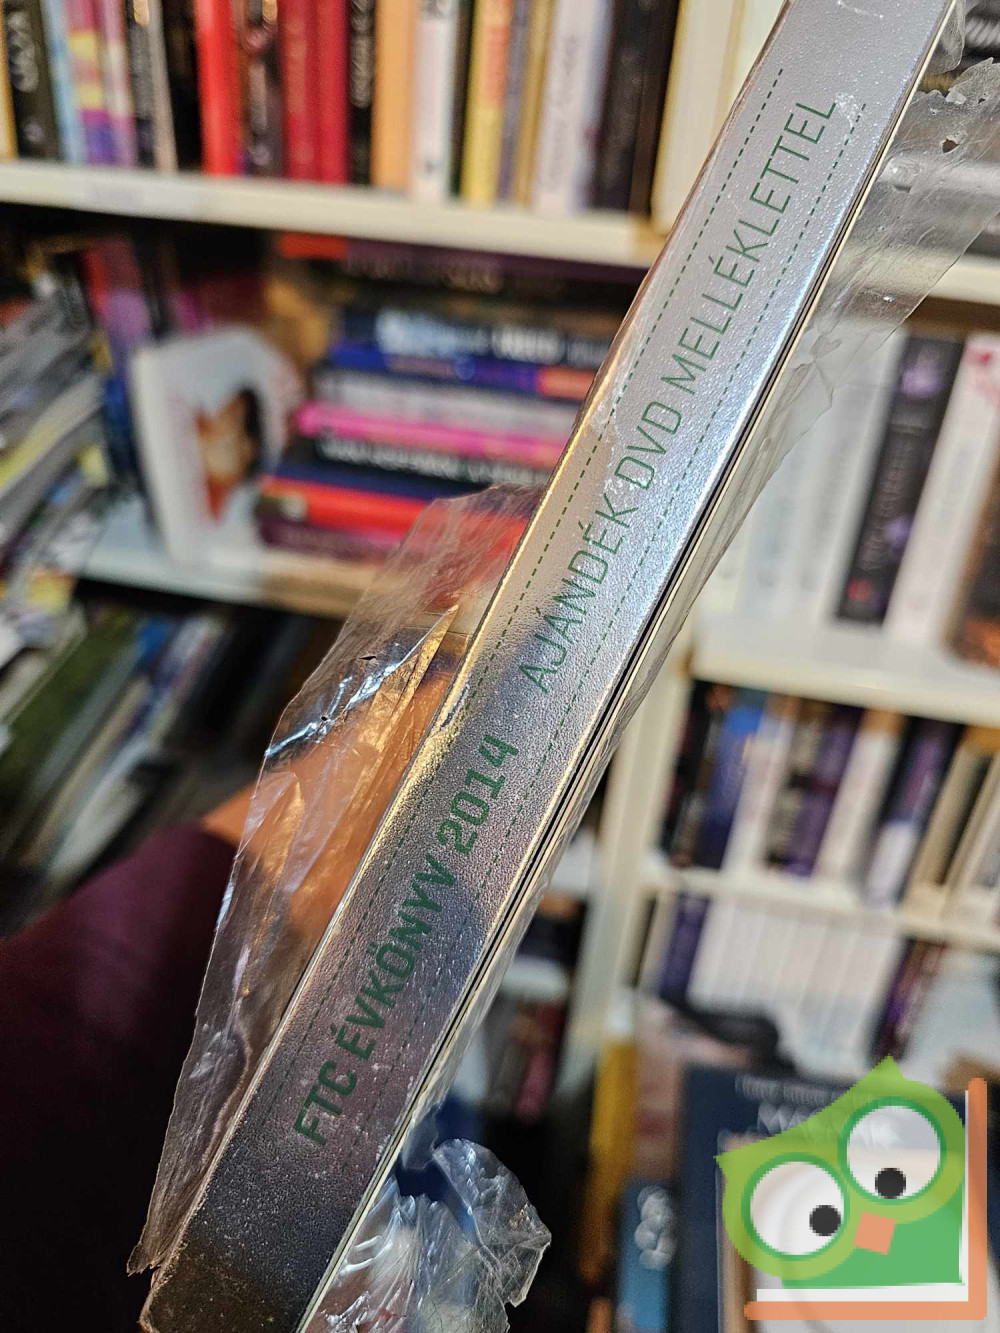 FTC ÉVKÖNYV 2014 AJÁNDÉK DVD MELLÉKLETTEL